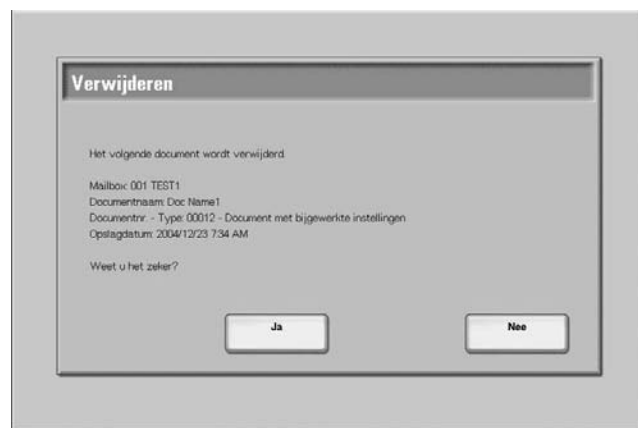 Verwijderen
Het volgende document wordt verwijderd.
Mailbox: 001 TEST1
Documentnaam: Doc Name1
Documentnr. - Type: 00012 - Document met bijgewerkte instellingen
Opslagdatum: 2004/12/23 7:34 AM
Weet u het zeker?
Ja
Nee